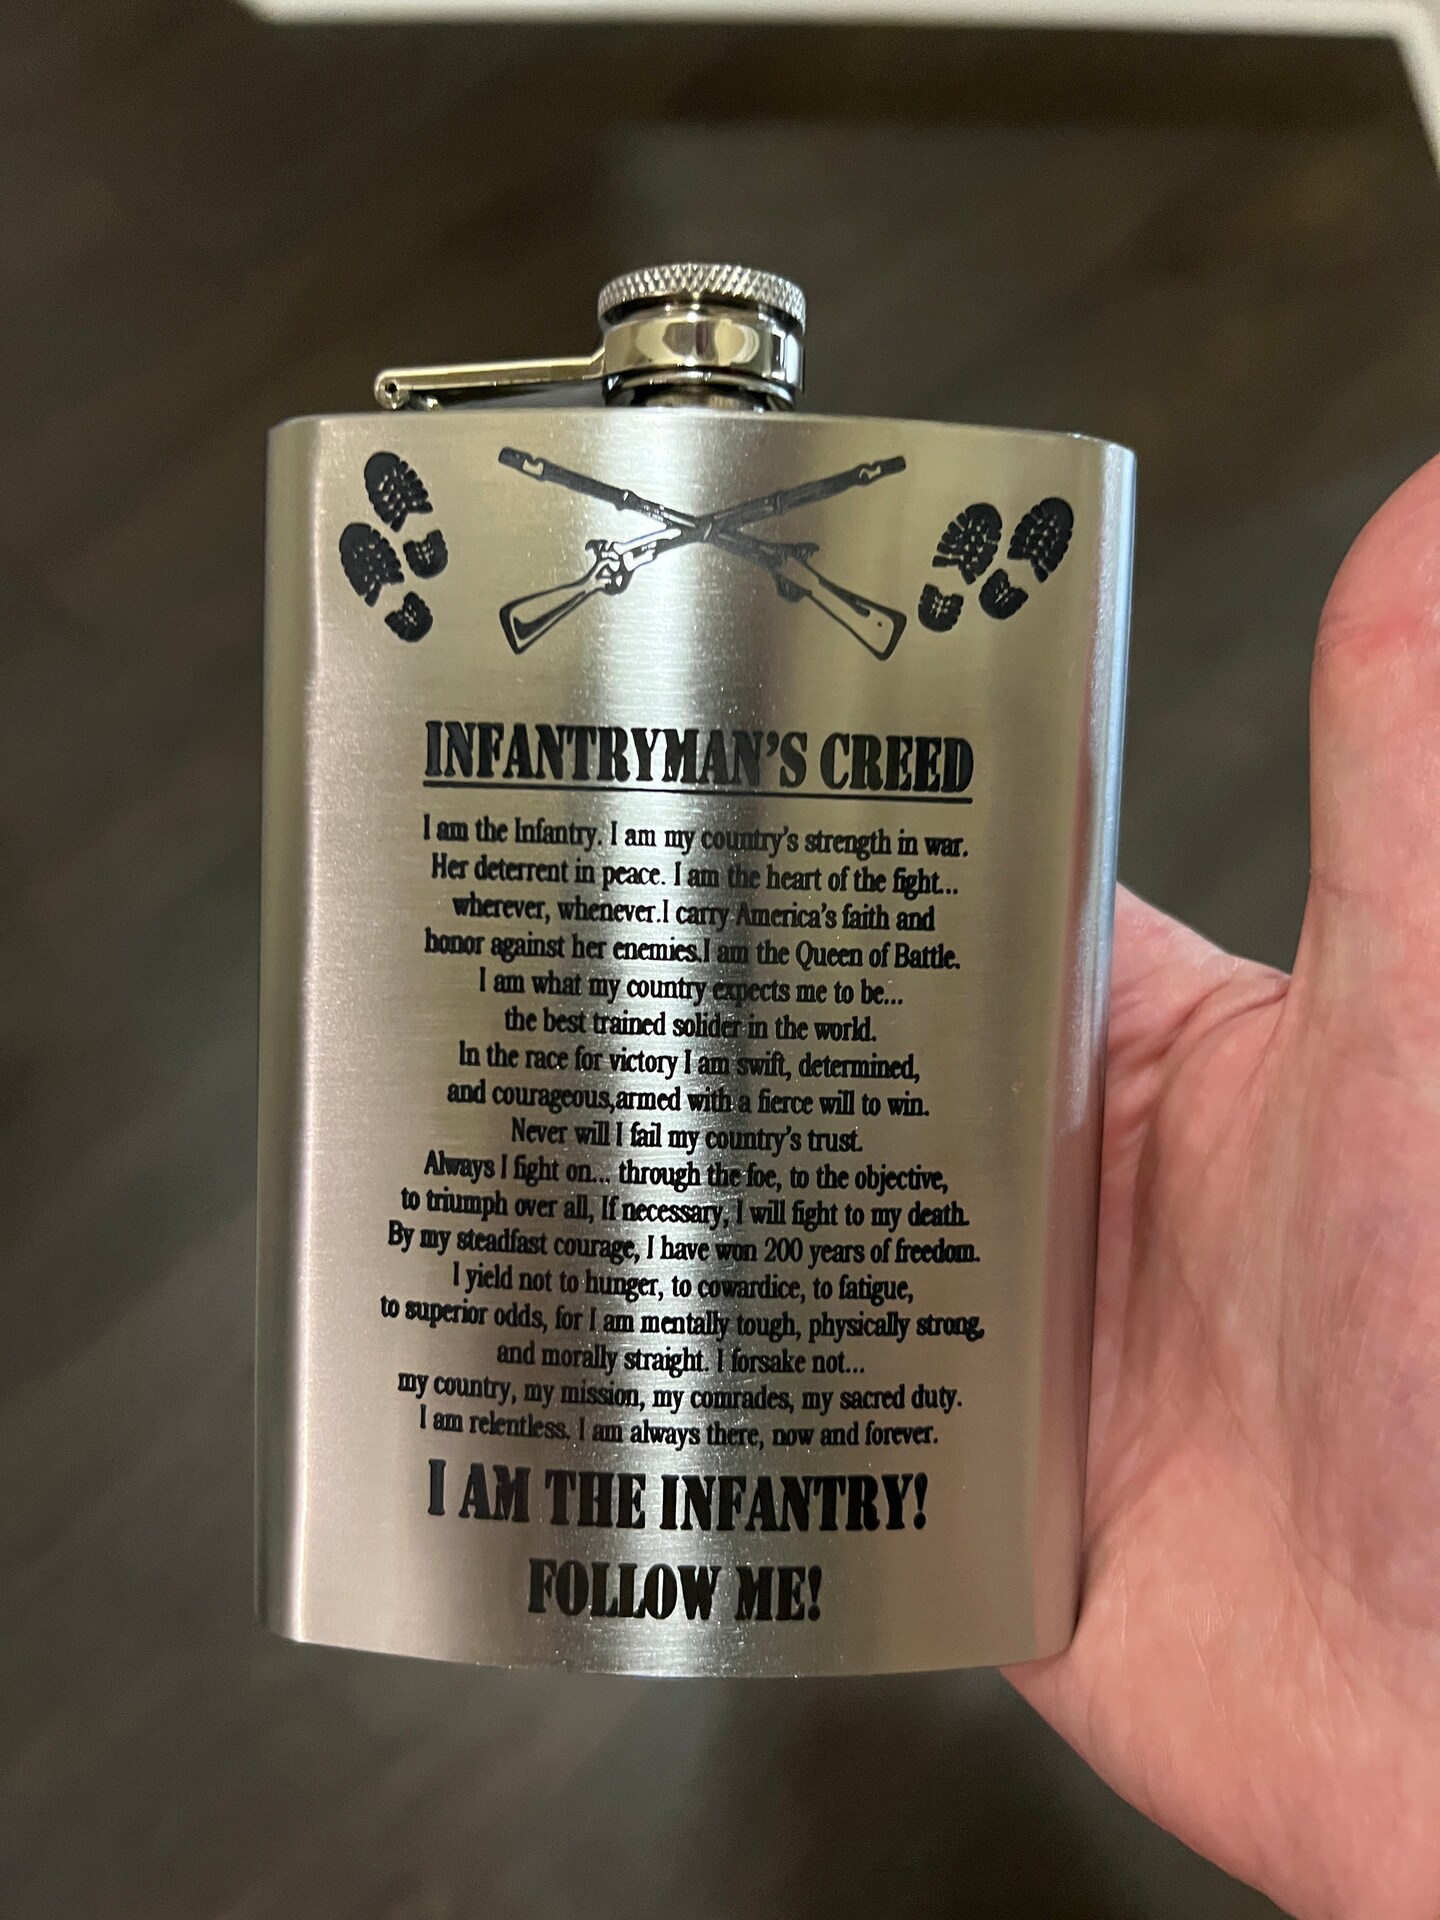 INFANTRYMAN'S CREED
I am the Infantry. I am my country's strength in war.
Her deterrent in peace. I am the heart of the fight...
wherever, whenever.I carry America's faith and
honor against her enemies.I am the Queen of Battle.
I am what my country expects me to be...
the best trained solider in the world.
In the race for victory I am swift, determined,
and courageous,armed with a fierce will to win.
Never will I fail my country's trust.
Always I fight on... through the foe, to the objective,
to triumph over all, If necessary, I will fight to my death.
By my steadfast courage, I have won 200 years of freedom.
I yield not to hunger, to cowardice, to fatigue,
to superior odds, for I am mentally tough, physically strong,
and morally straight. I forsake not...
my country, my mission, my comrades, my sacred duty.
I am relentless. I am always there, now and forever.
I AM THE INFANTRY!
FOLLOW ME!